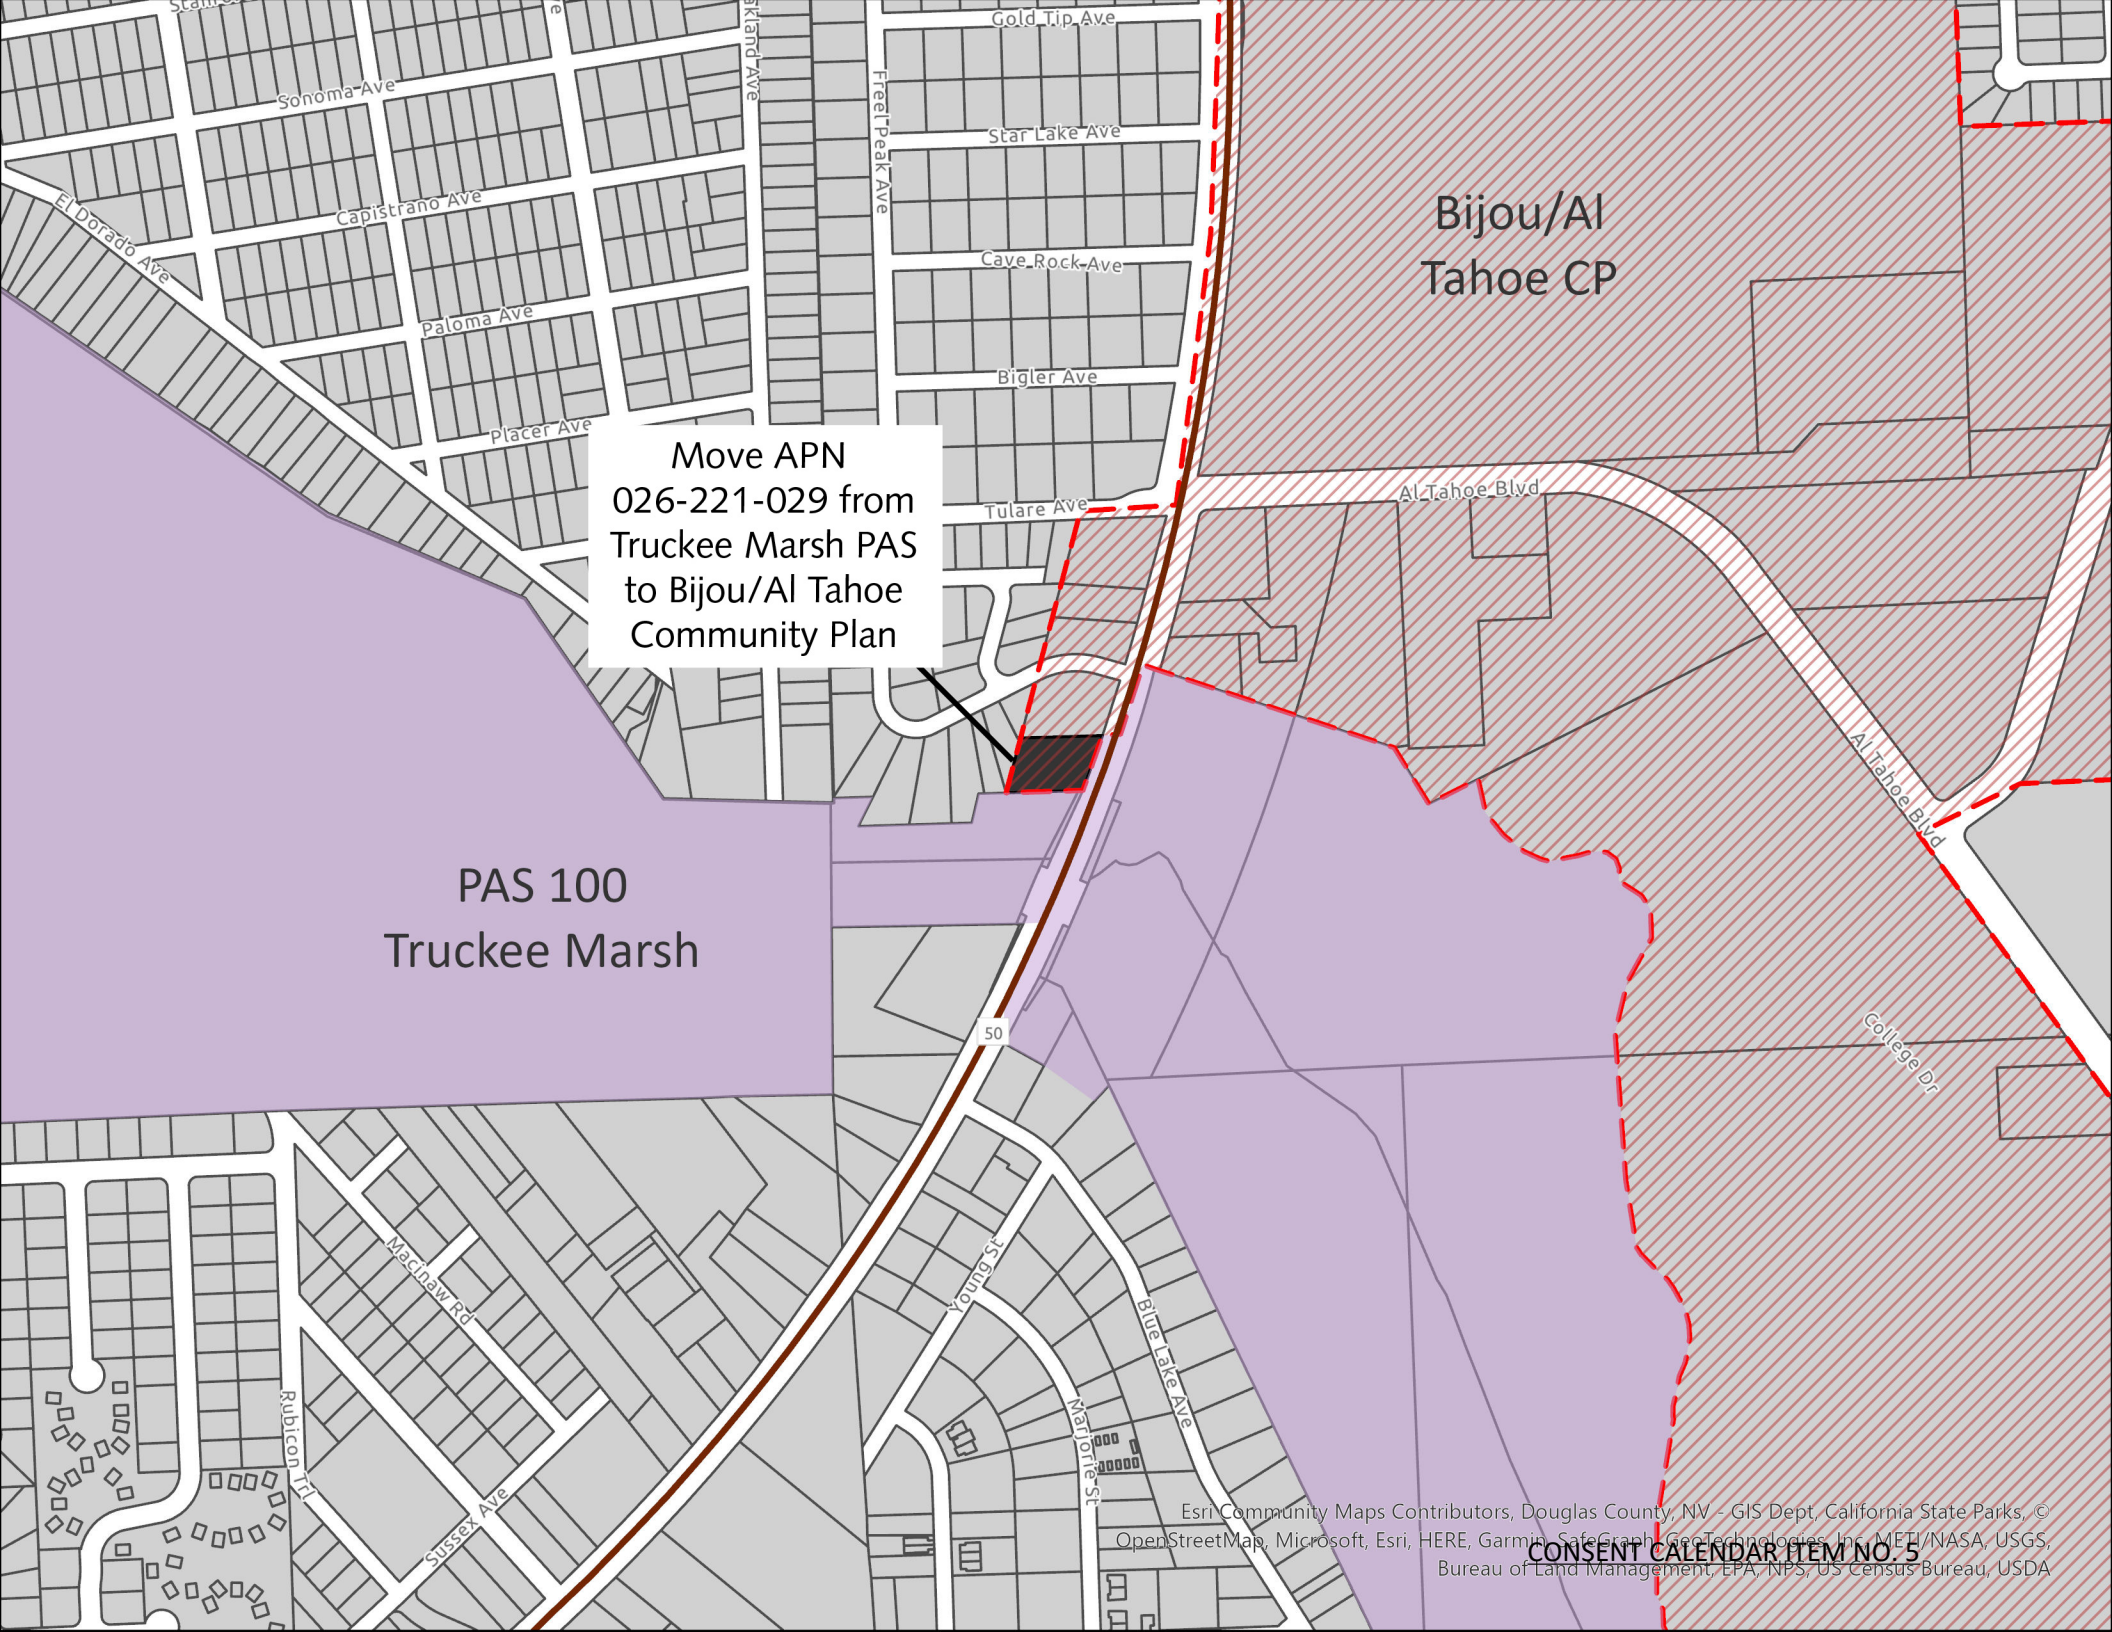 Gold Tip Ave
Sonoma Ave
Freel Peak Ave
Star Lake Ave
Capistrano Ave
El Dorado Ave
Bijou/Al
Tahoe CP
Cave Rock Ave
Paloma Ave
Bigler Ave
Placer Ave
Move APN
026-221-029 from
Truckee Marsh PAS
to Bijou/Al Tahoe
Community Plan
Tulare Ave
Al Tahoe Blvd
Al Tahoe Blvd
PAS 100
Truckee Marsh
50
College Dr
Macinaw Rd
Young St
Blue Lake Ave
Rubicon Trl
Marjorie St
Sussex Ave
Esri Community Maps Contributors, Douglas County, NV - GIS Dept, California State Parks, ©
OpenStreetMap, Microsoft, Esri, HERE, Garmin, SafeGraph, GeoTechnologies, Inc, METI/NASA, USGS,
CONSENT CALENDAR ITEM NO. 5
Bureau of Land Management, EPA, NPS, US Census Bureau, USDA